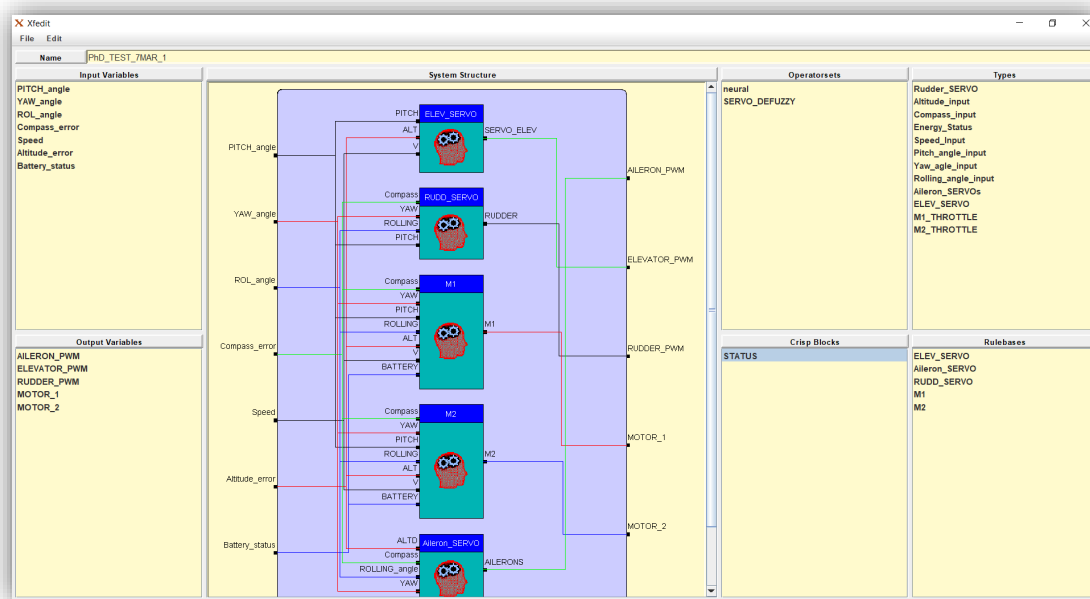 Xfedit
File Edit
Name PhD_TEST_7MAR_1
Input Variables
PITCH_angle
YAW_angle
ROL_angle
Compass_error
Speed
Altitude_error
Battery_status
Output Variables
AILERON_PWM
ELEVATOR_PWM
RUDDER_PWM
MOTOR_1
MOTOR_2
System Structure
PITCH_angle
YAW_angle
ROL_angle
Compass_error
Speed
Altitude_error
Battery_status
ELEV_SERVO
PITCH
ALT
V
SERVO_ELEV
RUDD_SERVO
Compass
YAW
ROLLING
PITCH
RUDDER
M1
Compass
YAW
PITCH
ROLLING
ALT
V
BATTERY
M1
M2
Compass
YAW
PITCH
ROLLING
ALT
V
BATTERY
M2
Aileron_SERVO
ALTD
Compass
ROLLING_angle
YAW
AILERONS
AILERON_PWM
ELEVATOR_PWM
RUDDER_PWM
MOTOR_1
MOTOR_2
Operatorsets
neural
SERVO_DEFUZZY
Types
Rudder_SERVO
Altitude_input
Compass_input
Energy_Status
Speed_Input
Pitch_angle_input
Yaw_agle_input
Rolling_angle_input
Aileron_SERVOs
ELEV_SERVO
M1_THROTTLE
M2_THROTTLE
Crisp Blocks
STATUS
Rulebases
ELEV_SERVO
Aileron_SERVO
RUDD_SERVO
M1
M2